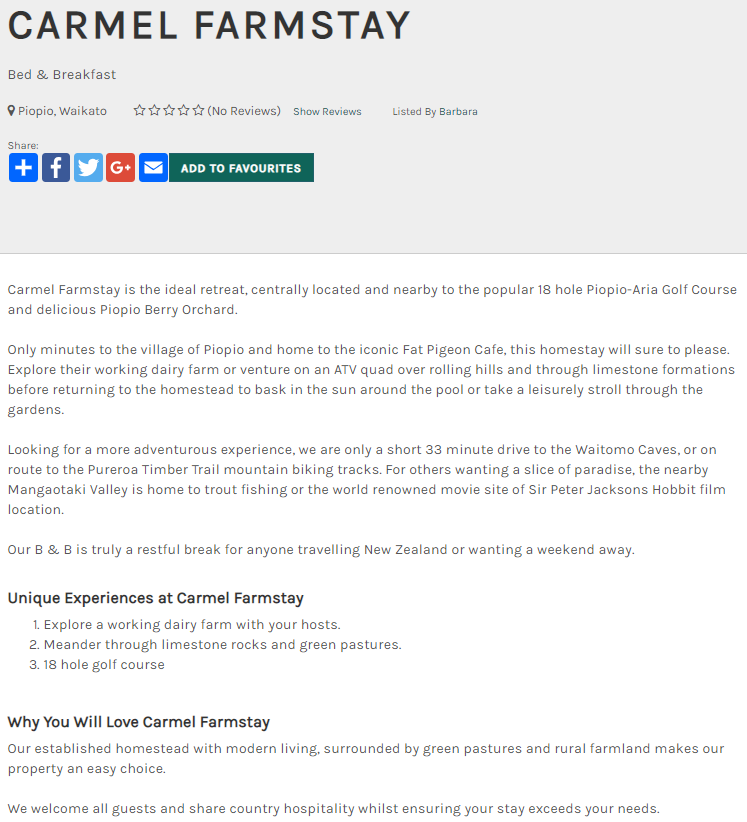 CARMEL FARMSTAY
Bed & Breakfast
Piopio, Waikato (No Reviews) Show Reviews Listed By Barbara
Share:
G+ ADD TO FAVOURITES
Carmel Farmstay is the ideal retreat, centrally located and nearby to the popular 18 hole Piopio-Aria Golf Course
and delicious Piopio Berry Orchard.
Only minutes to the village of Piopio and home to the iconic Fat Pigeon Cafe, this homestay will sure to please.
Explore their working dairy farm or venture on an ATV quad over rolling hills and through limestone formations
before returning to the homestead to bask in the sun around the pool or take a leisurely stroll through the
gardens.
Looking for a more adventurous experience, we are only a short 33 minute drive to the Waitomo Caves, or on
route to the Pureroa Timber Trail mountain biking tracks. For others wanting a slice of paradise, the nearby
Mangaotaki Valley is home to trout fishing or the world renowned movie site of Sir Peter Jacksons Hobbit film
location.
Our B & B is truly a restful break for anyone travelling New Zealand or wanting a weekend away.
Unique Experiences at Carmel Farmstay
1. Explore a working dairy farm with your hosts.
2. Meander through limestone rocks and green pastures.
3. 18 hole golf course
Why You Will Love Carmel Farmstay
Our established homestead with modern living, surrounded by green pastures and rural farmland makes our
property an easy choice.
We welcome all guests and share country hospitality whilst ensuring your stay exceeds your needs.